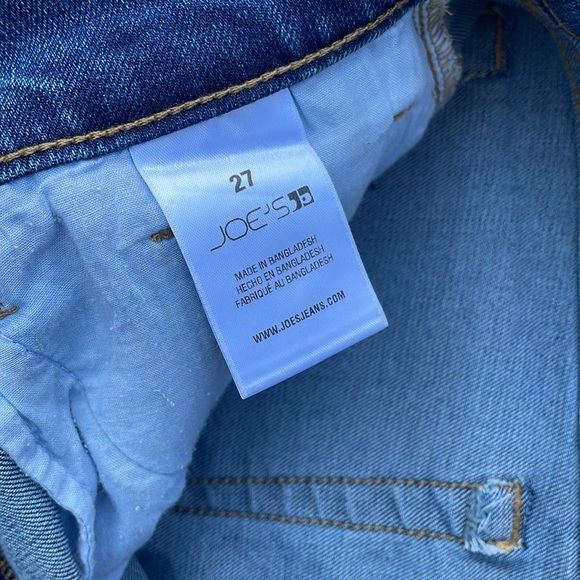 27
JOE'S
MADE IN BANGLADESH
HECHO EN BANGLADESH
FABRIQUÉ AU BANGLADESH
WWW.JOESJEANS.COM